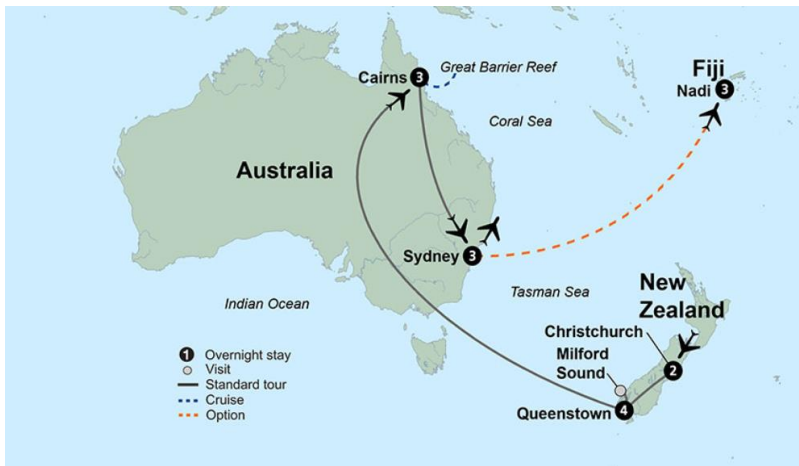 Great Barrier Reef
Cairns 3
Fiji
Nadi 3
Coral Sea
Australia
Sydney 3
Tasman Sea
New
Zealand
Indian Ocean
Christchurch
Milford
Sound
2
Queenstown 4
1 Overnight stay
Visit
Standard tour
Cruise
Option